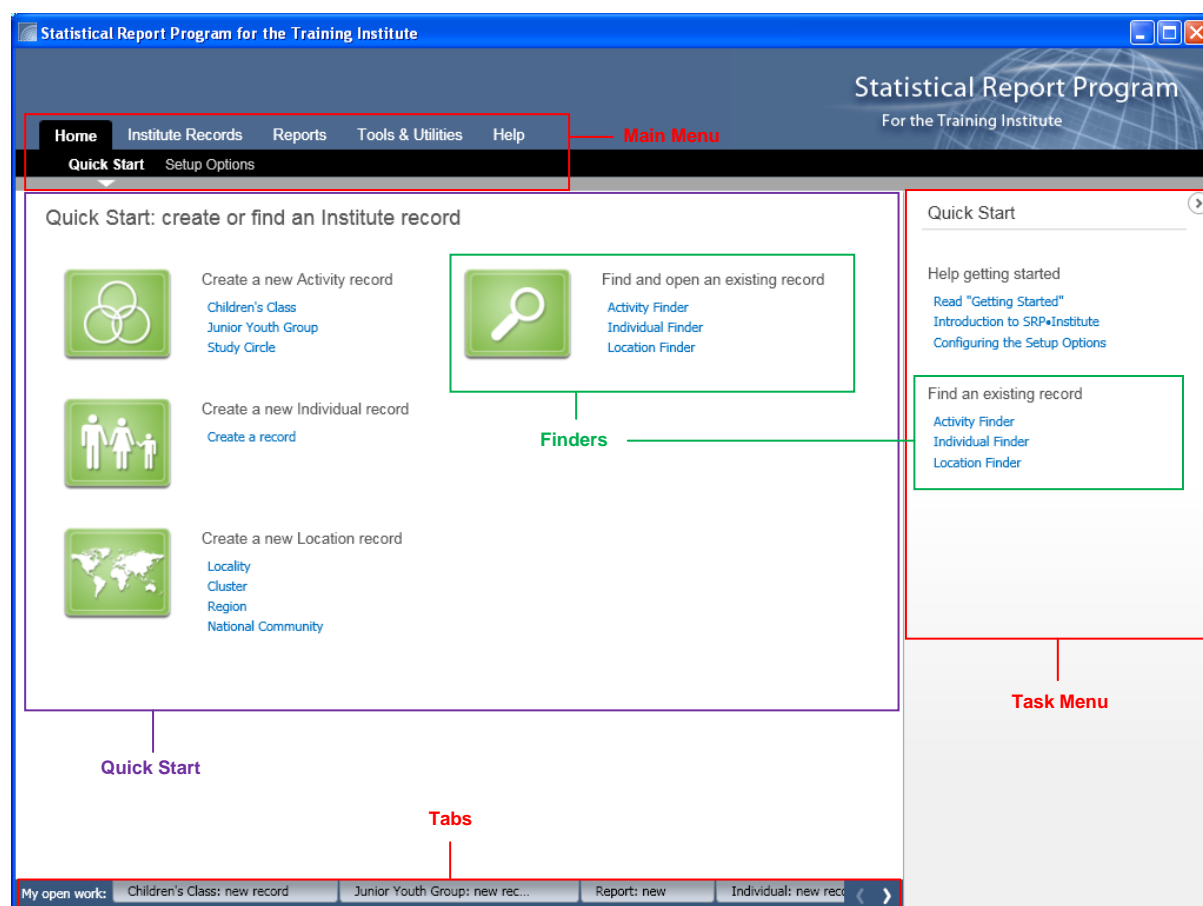 Statistical Report Program for the Training Institute
Statistical Report Program
For the Training Institute
Home Institute Records Reports Tools & Utilities Help
Main Menu
Quick Start Setup Options
Quick Start: create or find an Institute record
Create a new Activity record
Children's Class
Junior Youth Group
Study Circle
Find and open an existing record
Activity Finder
Individual Finder
Location Finder
Create a new Individual record
Create a record
Finders
Create a new Location record
Locality
Cluster
Region
National Community
Quick Start
Help getting started
Read "Getting Started"
Introduction to SRP•Institute
Configuring the Setup Options
Find an existing record
Activity Finder
Individual Finder
Location Finder
Task Menu
Quick Start
Tabs
My open work: Children's Class: new record Junior Youth Group: new rec... Report: new Individual: new reco